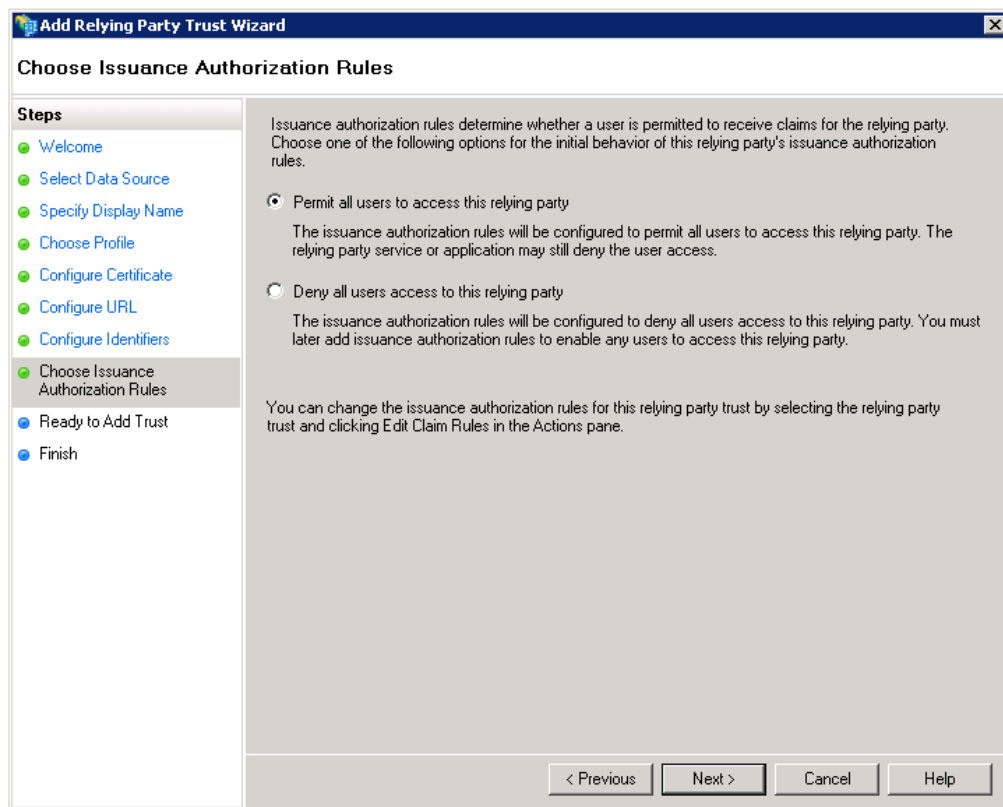 Add Relying Party Trust Wizard
Choose Issuance Authorization Rules
Steps
Welcome
Select Data Source
Specify Display Name
Choose Profile
Configure Certificate
Configure URL
Configure Identifiers
Choose Issuance
Authorization Rules
Ready to Add Trust
Finish
Issuance authorization rules determine whether a user is permitted to receive claims for the relying party.
Choose one of the following options for the initial behavior of this relying party's issuance authorization
rules.
Permit all users to access this relying party
The issuance authorization rules will be configured to permit all users to access this relying party. The
relying party service or application may still deny the user access.
Deny all users access to this relying party
The issuance authorization rules will be configured to deny all users access to this relying party. You must
later add issuance authorization rules to enable any users to access this relying party.
You can change the issuance authorization rules for this relying party trust by selecting the relying party
trust and clicking Edit Claim Rules in the Actions pane.
< Previous
Next >
Cancel
Help